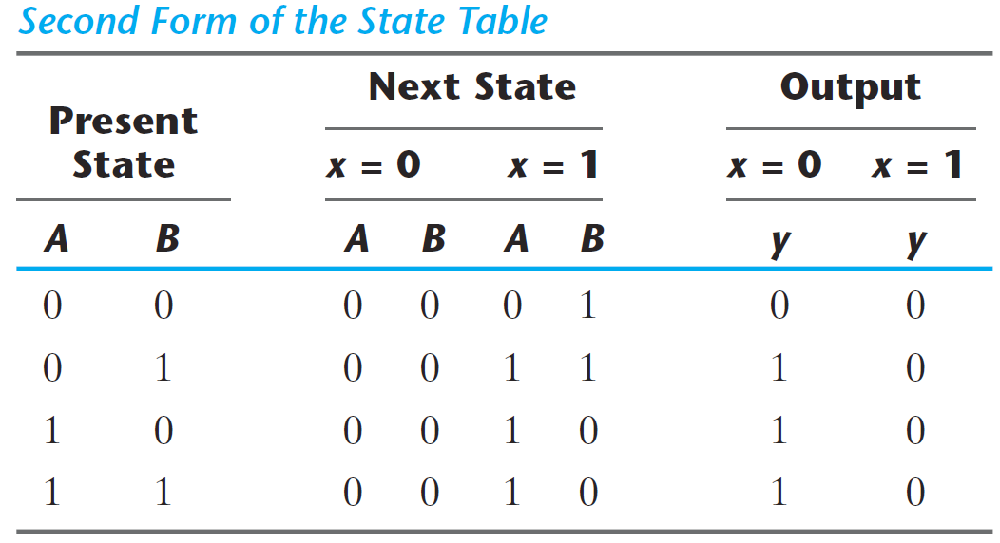 Second Form of the State Table
Next State Output
Present
State
x = 0 x = 1 x = 0 x = 1
A B A B A B y y
0 0 0 0 0 1 0 0
0 1 0 0 1 1 1 0
1 0 0 0 1 0 1 0
1 1 0 0 1 0 1 0